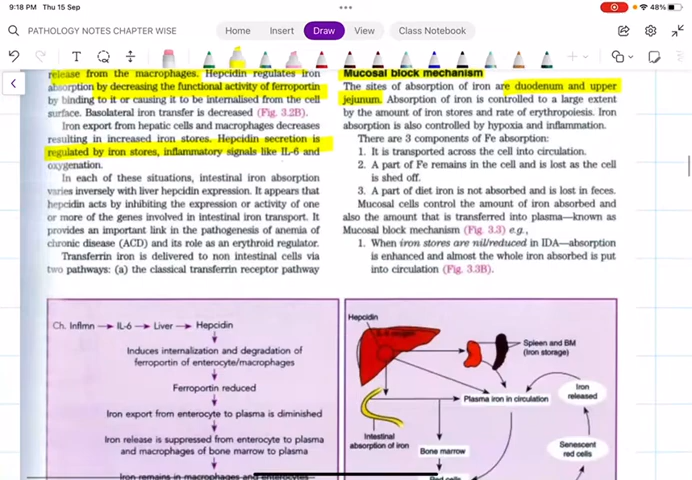 9:18 PM Thu 15 Sep
48%
PATHOLOGY NOTES CHAPTER WISE
Home Insert Draw View Class Notebook
release from the macrophages. Hepcidin regulates iron
absorption by decreasing the functional activity of ferroportin
by binding to it or causing it to be internalised from the cell
surface. Basolateral iron transfer is decreased (Fig. 3.2B).
Iron export from hepatic cells and macrophages decreases
resulting in increased iron stores. Hepcidin secretion is
regulated by iron stores, inflammatory signals like IL-6 and
oxygenation.
In each of these situations, intestinal iron absorption
varies inversely with liver hepcidin expression. It appears that
hepcidin acts by inhibiting the expression or activity of one
or more of the genes involved in intestinal iron transport. It
provides an important link in the pathogenesis of anemia of
chronic disease (ACD) and its role as an erythroid regulator.
Transferrin iron is delivered to non intestinal cells via
two pathways: (a) the classical transferrin receptor pathway
Mucosal block mechanism
The sites of absorption of iron are duodenum and upper
jejunum. Absorption of iron is controlled to a large extent
by the amount of iron stores and rate of erythropoiesis. Iron
absorption is also controlled by hypoxia and inflammation.
There are 3 components of Fe absorption:
1. It is transported across the cell into circulation.
2. A part of Fe remains in the cell and is lost as the cell
is shed off.
3. A part of diet iron is not absorbed and is lost in feces.
Mucosal cells control the amount of iron absorbed and
also the amount that is transferred into plasma—known as
Mucosal block mechanism (Fig. 3.3) e.g.,
1. When iron stores are nil/reduced in IDA—absorption
is enhanced and almost the whole iron absorbed is put
into circulation (Fig. 3.3B).
Ch. Inflmn → IL-6 → Liver → Hepcidin
Induces internalization and degradation of
ferroportin of enterocyte/macrophages
Ferroportin reduced
Iron export from enterocyte to plasma is diminished
Iron release is suppressed from enterocyte to plasma
and macrophages of bone marrow to plasma
Iron remains in macrophages and enterocytes
Hepcidin
Spleen and BM
(Iron storage)
Plasma iron in circulation
Iron
released
Intestinal
absorption of iron
Bone marrow
Senescent
red cells
Red cells